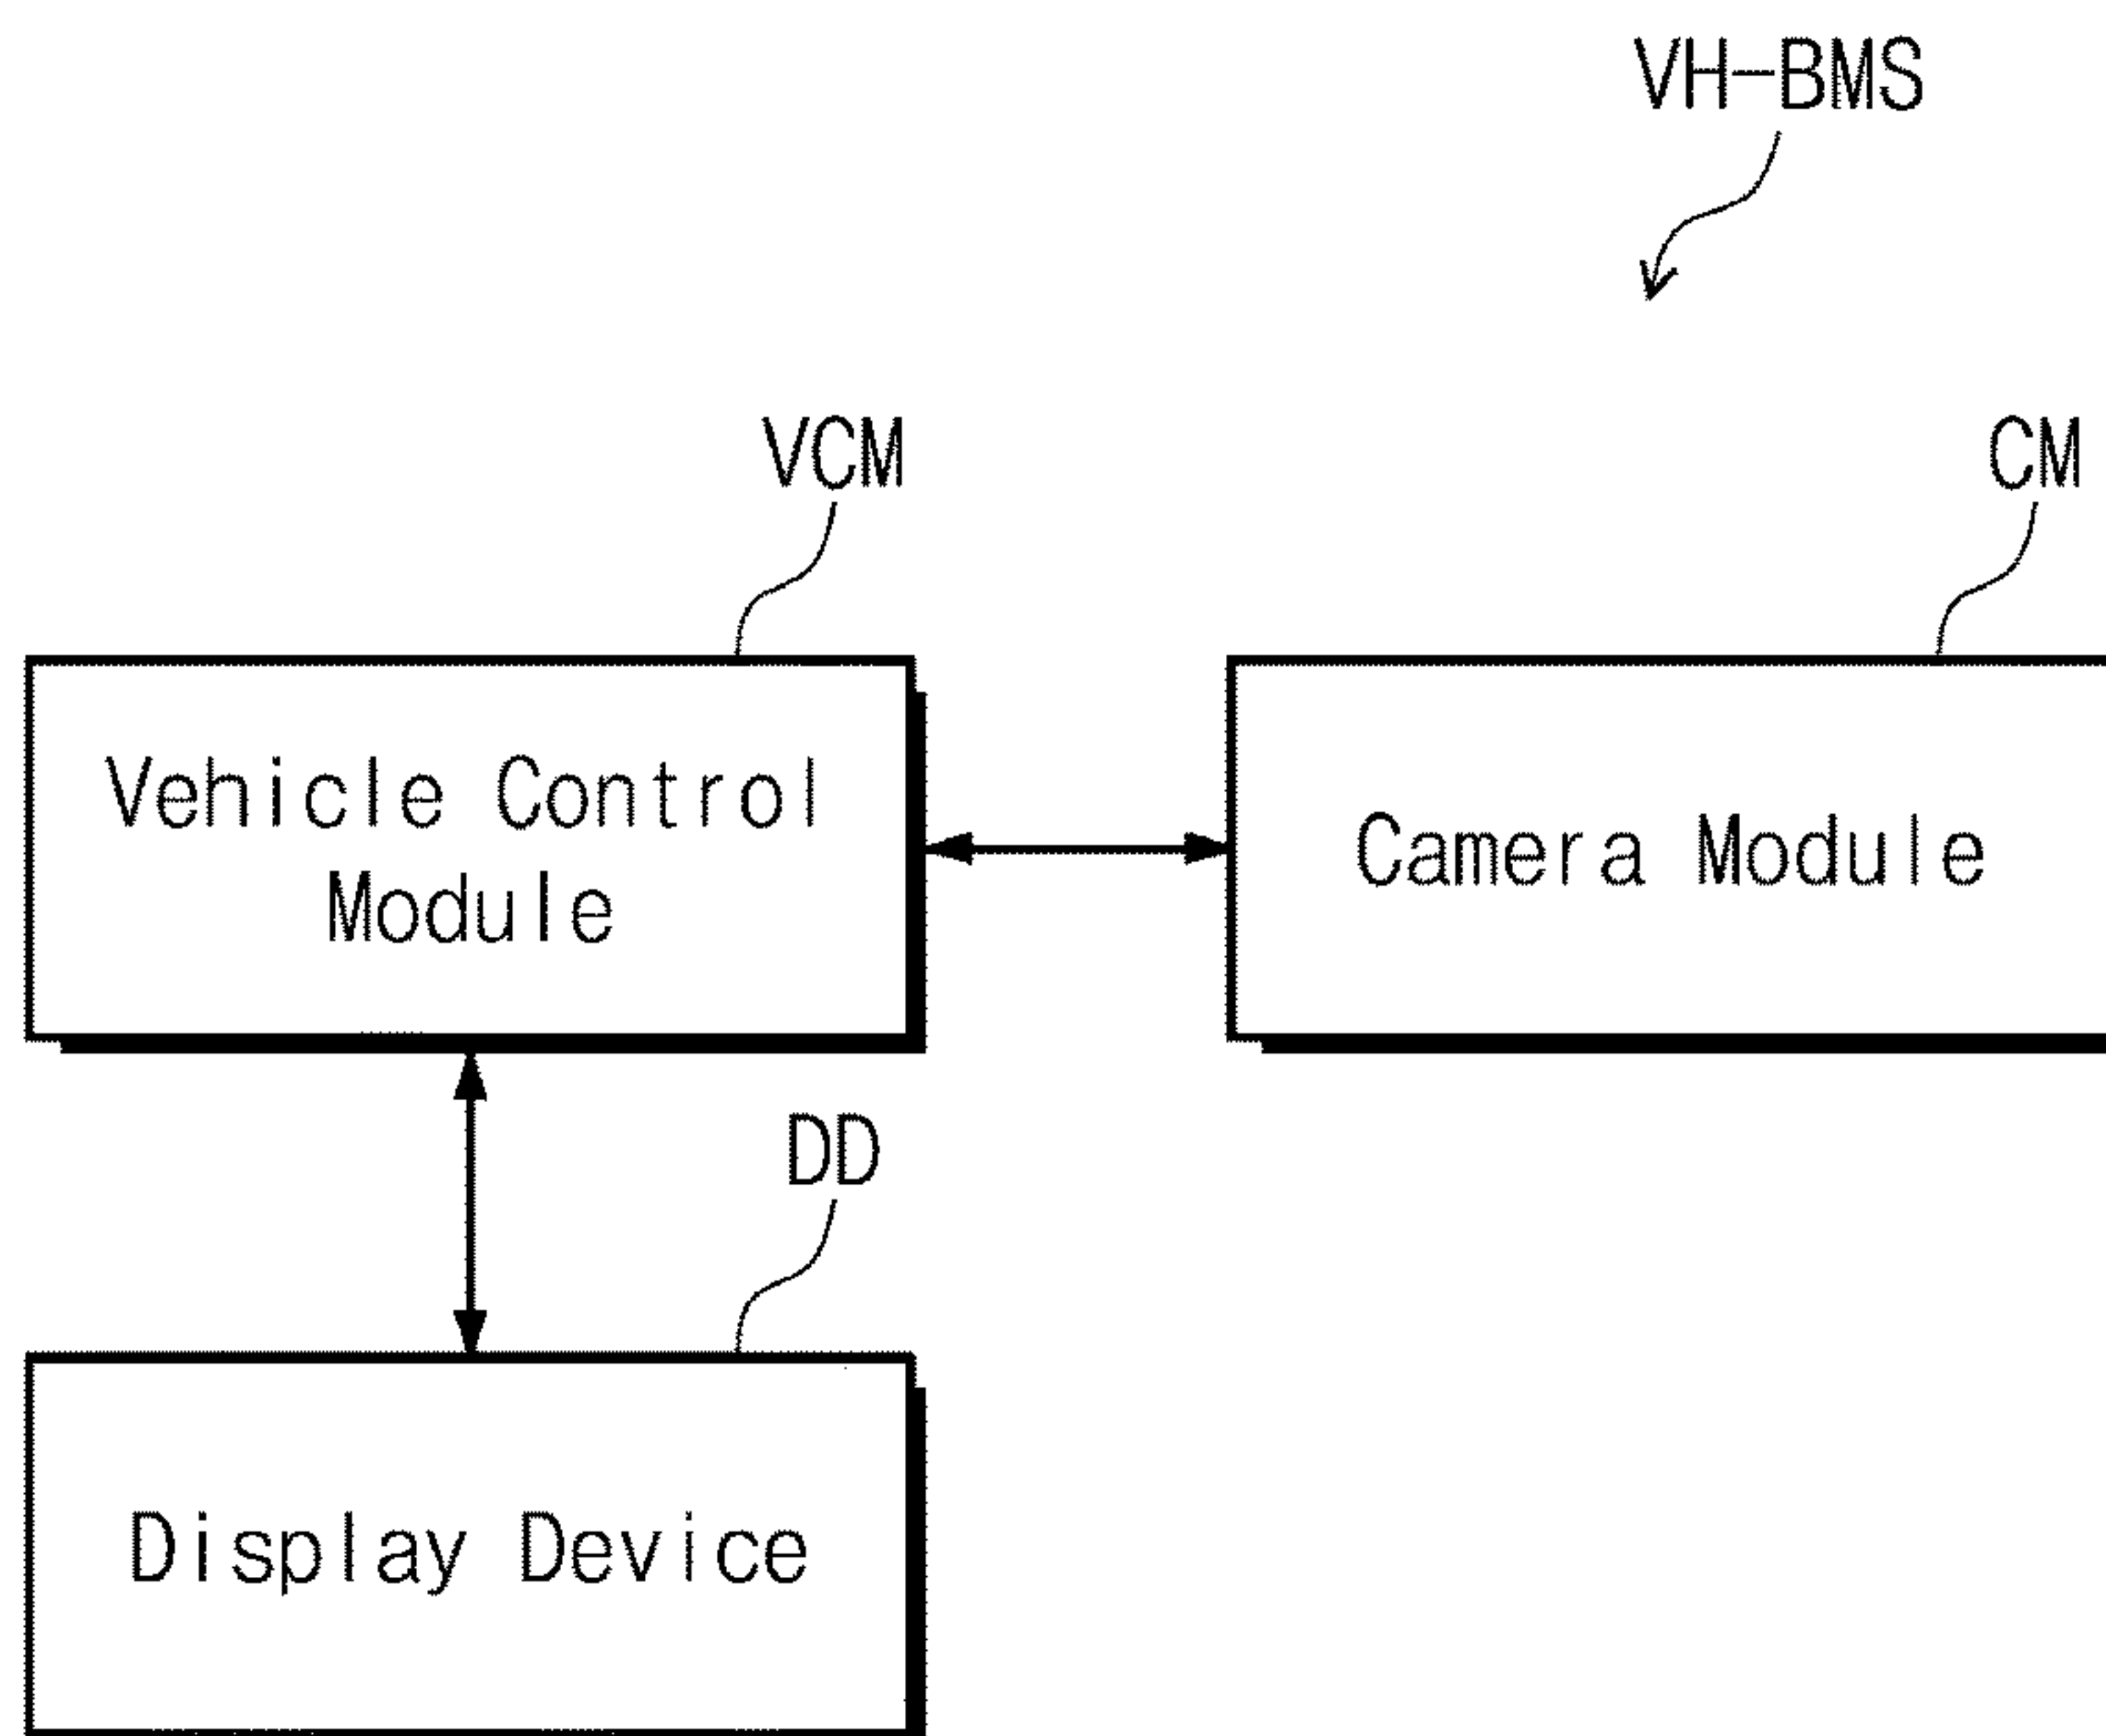 VH-BMS
VCM
CM
Vehicle Control
Module
Camera Module
DD
Display Device